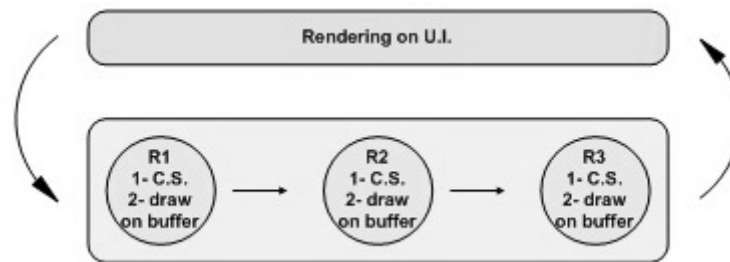 Rendering on U.I.
R1
1- C.S.
2- draw
on buffer
R2
1- C.S.
2- draw
on buffer
R3
1- C.S.
2- draw
on buffer